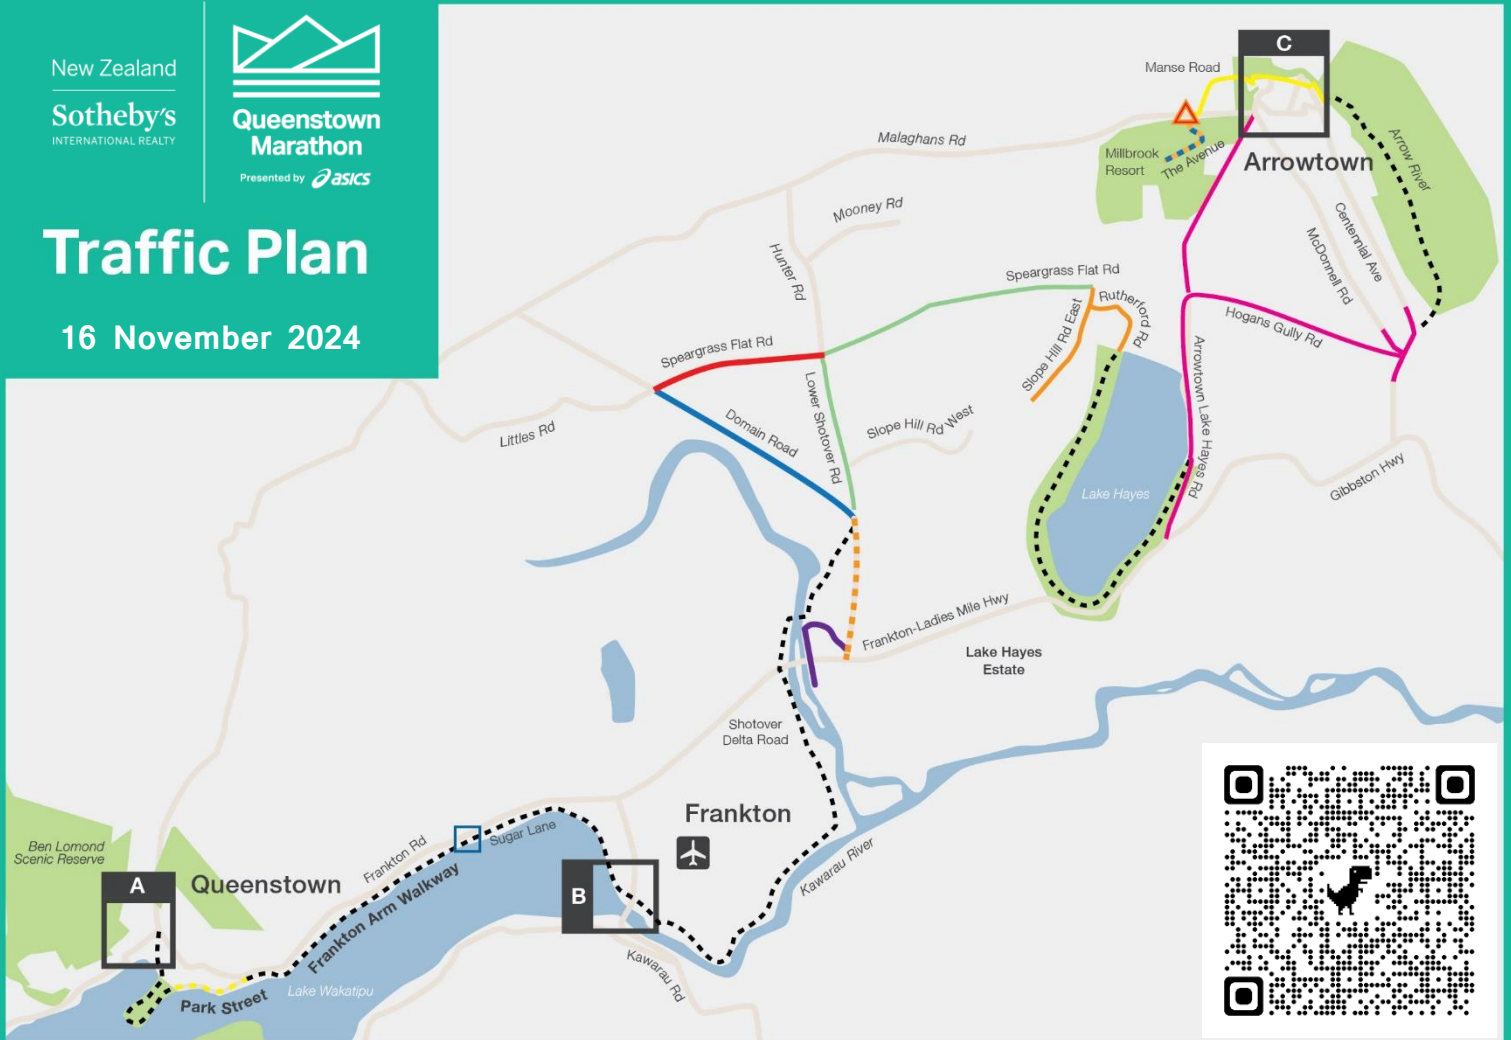 New Zealand
Sotheby's
INTERNATIONAL REALTY
Queenstown
Marathon
Presented by asics
Traffic Plan
16 November 2024
C
Manse Road
Malaghans Rd
Millbrook
Resort
The Avenue
Arrowtown
Arrow River
Mooney Rd
Hunter Rd
Centennial Ave
McDonnell Rd
Speargrass Flat Rd
Rutherford Rd
Slope Hill Rd East
Hogans Gully Rd
Speargrass Flat Rd
Lower Shotover Rd
Arrowtown Lake Hayes Rd
Domain Road
Slope Hill Rd West
Littles Rd
Gibbston Hwy
Lake Hayes
Frankton-Ladies Mile Hwy
Lake Hayes
Estate
Shotover
Delta Road
Frankton
Sugar Lane
Frankton Rd
Frankton Arm Walkway
Ben Lomond
Scenic Reserve
A
Queenstown
B
Kawarau River
Kawarau Rd
Park Street
Lake Wakatipu